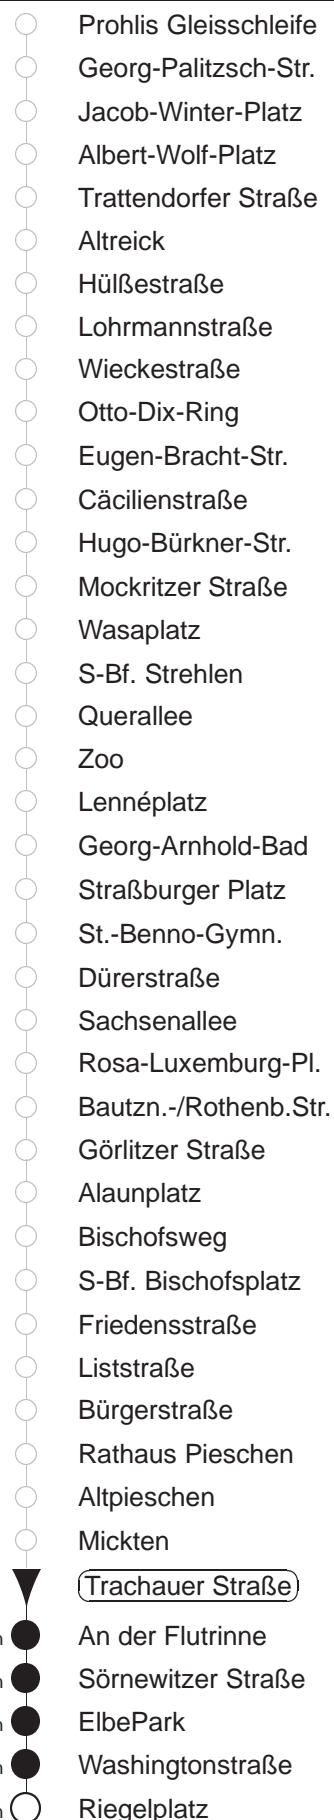 Prohlis Gleisschleife
Georg-Palitzsch-Str.
Jacob-Winter-Platz
Albert-Wolf-Platz
Trattendorfer Straße
Altreick
Hülßestraße
Lohrmannstraße
Wieckestraße
Otto-Dix-Ring
Eugen-Bracht-Str.
Cäcilienstraße
Hugo-Bürkner-Str.
Mockritzer Straße
Wasaplatz
S-Bf. Strehlen
Querallee
Zoo
Lennéplatz
Georg-Arnhold-Bad
Straßburger Platz
St.-Benno-Gymn.
Dürerstraße
Sachsenallee
Rosa-Luxemburg-Pl.
Bautzn.-/Rothenb.Str.
Görlitzer Straße
Alaunplatz
Bischofsweg
S-Bf. Bischofsplatz
Friedensstraße
Liststraße
Bürgerstraße
Rathaus Pieschen
Altpieschen
Mickten
Trachauer Straße
An der Flutrinne
Sörnewitzer Straße
ElbePark
Washingtonstraße
Riegelplatz